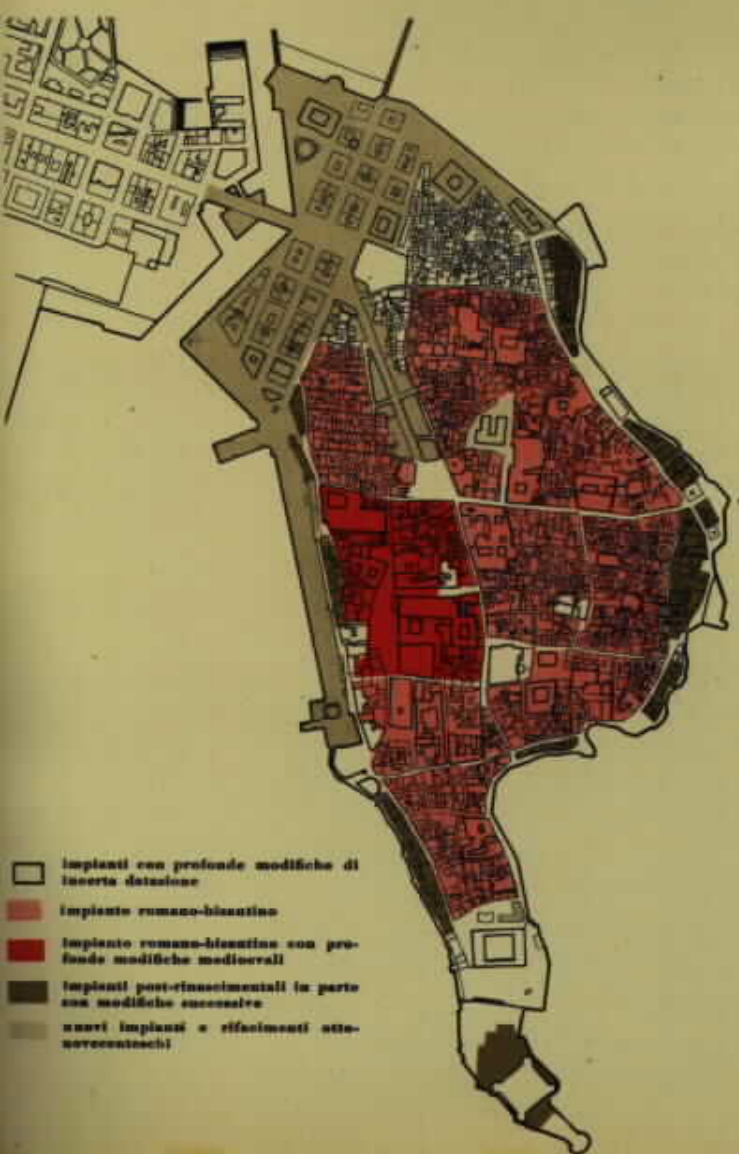 impianti con profonde modifiche di
incerta datazione
impianto romano-bizantino
impianto romano-bizantino con pro-
fonde modifiche medioevali
impianti post-rinascimentali in parte
con modifiche successive
nuovi impianti e rifacimenti otto-
novecenteschi